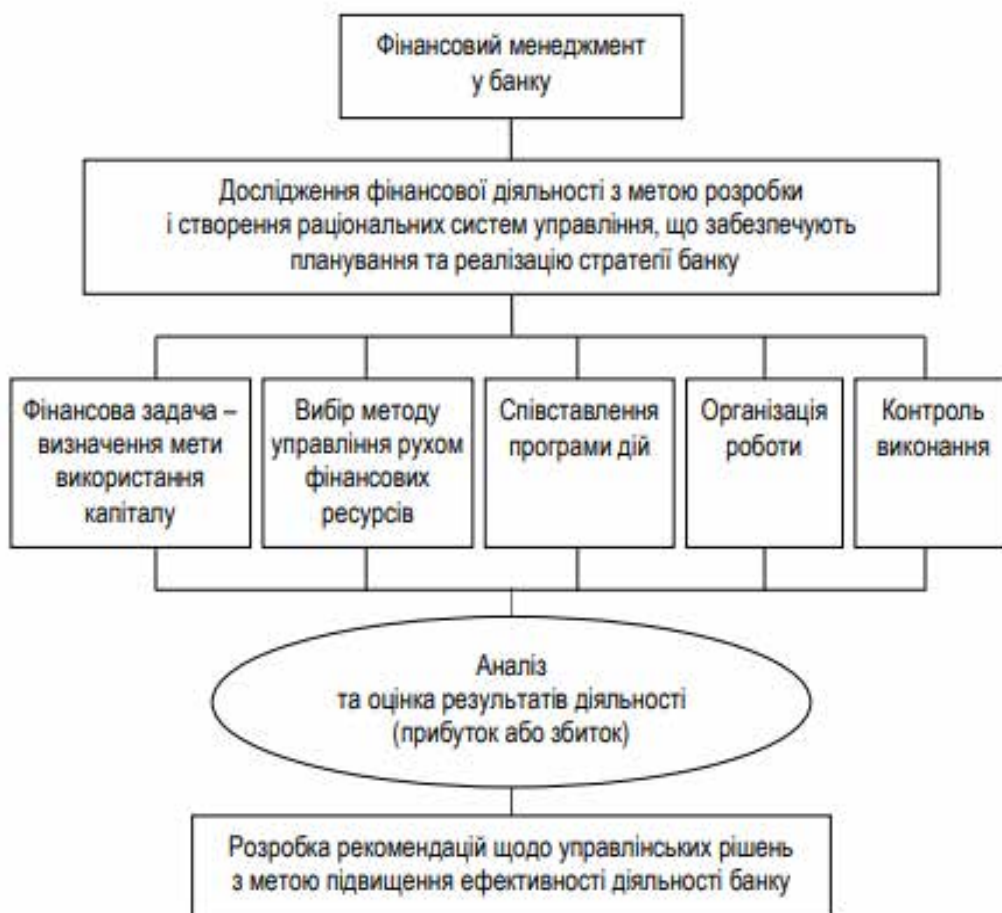 Фінансовий менеджмент
у банку
Дослідження фінансової діяльності з метою розробки
і створення раціональних систем управління, що забезпечують
планування та реалізацію стратегії банку
Фінансова задача –
визначення мети
використання
капіталу
Вибір методу
управління рухом
фінансових
ресурсів
Співставлення
програми дій
Організація
роботи
Контроль
виконання
Аналіз
та оцінка результатів діяльності
(прибуток або збиток)
Розробка рекомендацій щодо управлінських рішень
з метою підвищення ефективності діяльності банку